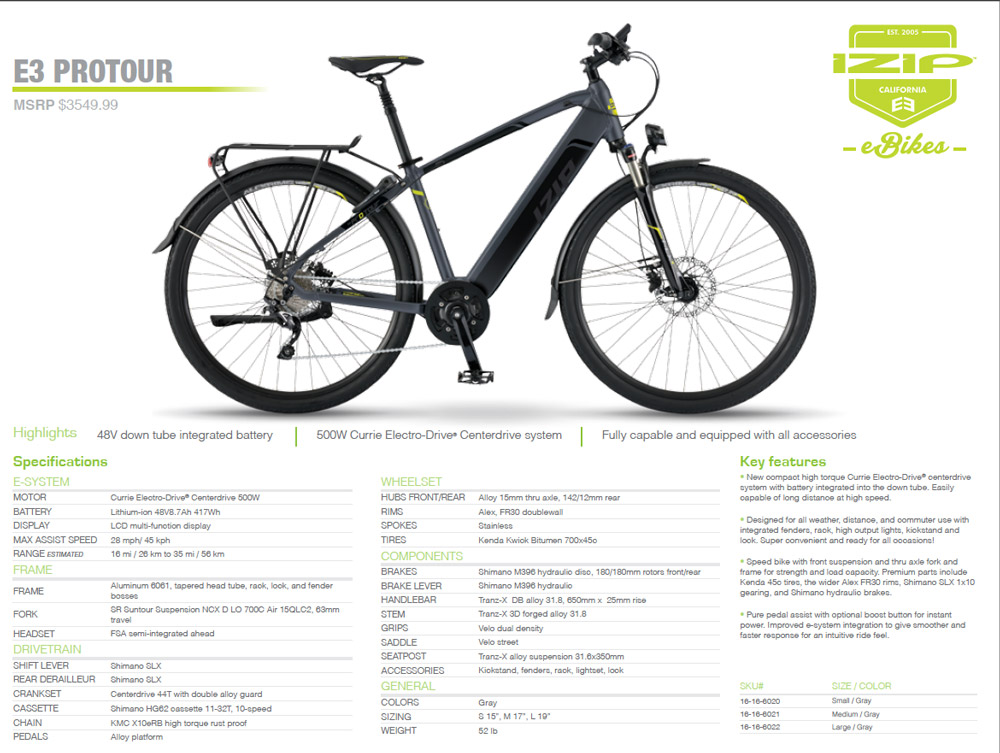 E3 PROTOUR
MSRP $3549.99
EST. 2005
IZIP
CALIFORNIA
E3
eBikes
IZIP
Highlights
48V down tube integrated battery
500W Currie Electro-Drive® Centerdrive system
Fully capable and equipped with all accessories
Specifications
E-SYSTEM
MOTOR Currie Electro-Drive® Centerdrive 500W
BATTERY Lithium-ion 48V8.7Ah 417Wh
DISPLAY LCD multi-function display
MAX ASSIST SPEED 28 mph/ 45 kph
RANGE ESTIMATED 16 mi / 26 km to 35 mi / 56 km
FRAME
FRAME Aluminum 6061, tapered head tube, rack, look, and fender
bosses
FORK SR Suntour Suspension NCX D LO 700C Air 15QLC2, 63mm
travel
HEADSET FSA semi-integrated ahead
DRIVETRAIN
SHIFT LEVER Shimano SLX
REAR DERAILLEUR Shimano SLX
CRANKSET Centerdrive 44T with double alloy guard
CASSETTE Shimano HG62 cassette 11-32T, 10-speed
CHAIN KMC X10eRB high torque rust proof
PEDALS Alloy platform
WHEELSET
HUBS FRONT/REAR Alloy 15mm thru axle, 142/12mm rear
RIMS Alex, FR30 doublewall
SPOKES Stainless
TIRES Kenda Kwiok Bitumen 700x45o
COMPONENTS
BRAKES Shimano M396 hydraulic disc, 180/180mm rotors front/rear
BRAKE LEVER Shimano M396 hydraulic
HANDLEBAR Tranz-X DB alloy 31.8, 650mm x 25mm rise
STEM Tranz-X 3D forged alloy 31.8
GRIPS Velo dual density
SADDLE Velo street
SEATPOST Tranz-X alloy suspension 31.6x350mm
ACCESSORIES Kickstand, fenders, rack, lightset, look
GENERAL
COLORS Gray
SIZING S 15", M 17", L 19"
WEIGHT 52 lb
Key features
* New compact high torque Currie Electro-Drive® centerdrive
system with battery integrated into the down tube. Easily
capable of long distance at high speed.
* Designed for all weather, distance, and commuter use with
integrated fenders, rack, high output lights, kickstand and
look. Super convenient and ready for all occasions!
* Speed bike with front suspension and thru axle fork and
frame for strength and load capacity. Premium parts include
Kenda 45o tires, the wider Alex FR30 rims, Shimano SLX 1x10
gearing, and Shimano hydraulic brakes.
* Pure pedal assist with optional boost button for instant
power. Improved e-system integration to give smoother and
faster response for an intuitive ride feel.
SKU# SIZE / COLOR
16-16-6020 Small / Gray
16-16-6021 Medium / Gray
16-16-6022 Large / Gray